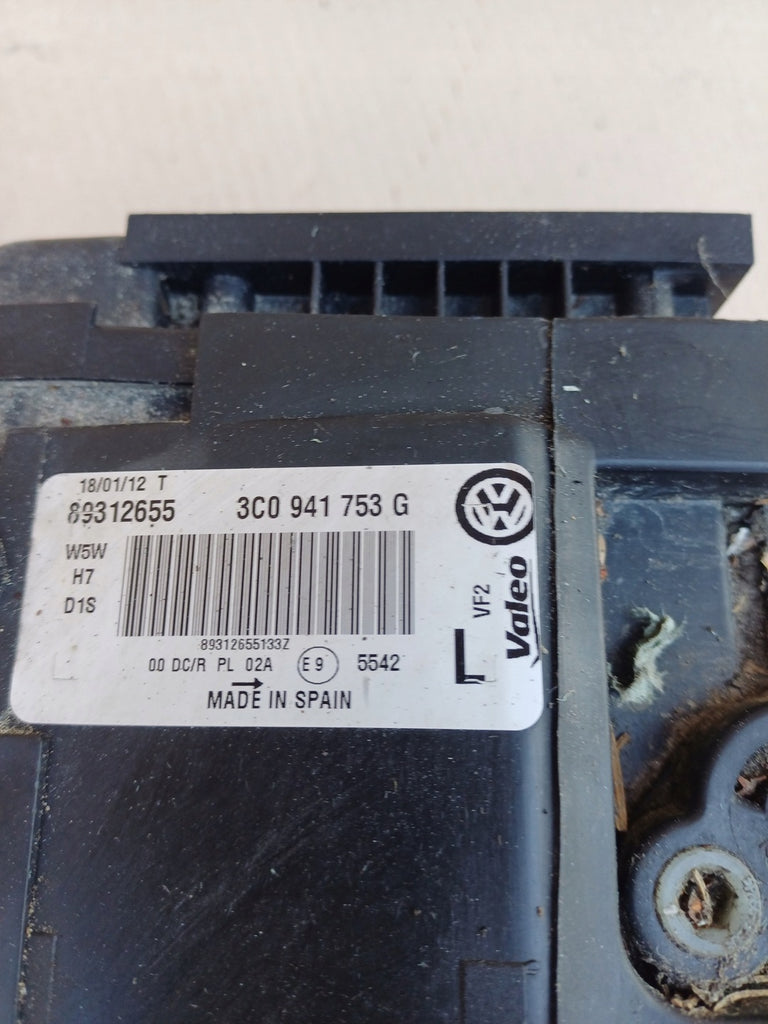 18/01/12 T
89312655 3C0 941 753 G
W5W
H7
D1S
89312655133Z
00 DC/R PL 02A E9 5542
MADE IN SPAIN
L
VF2
Valeo